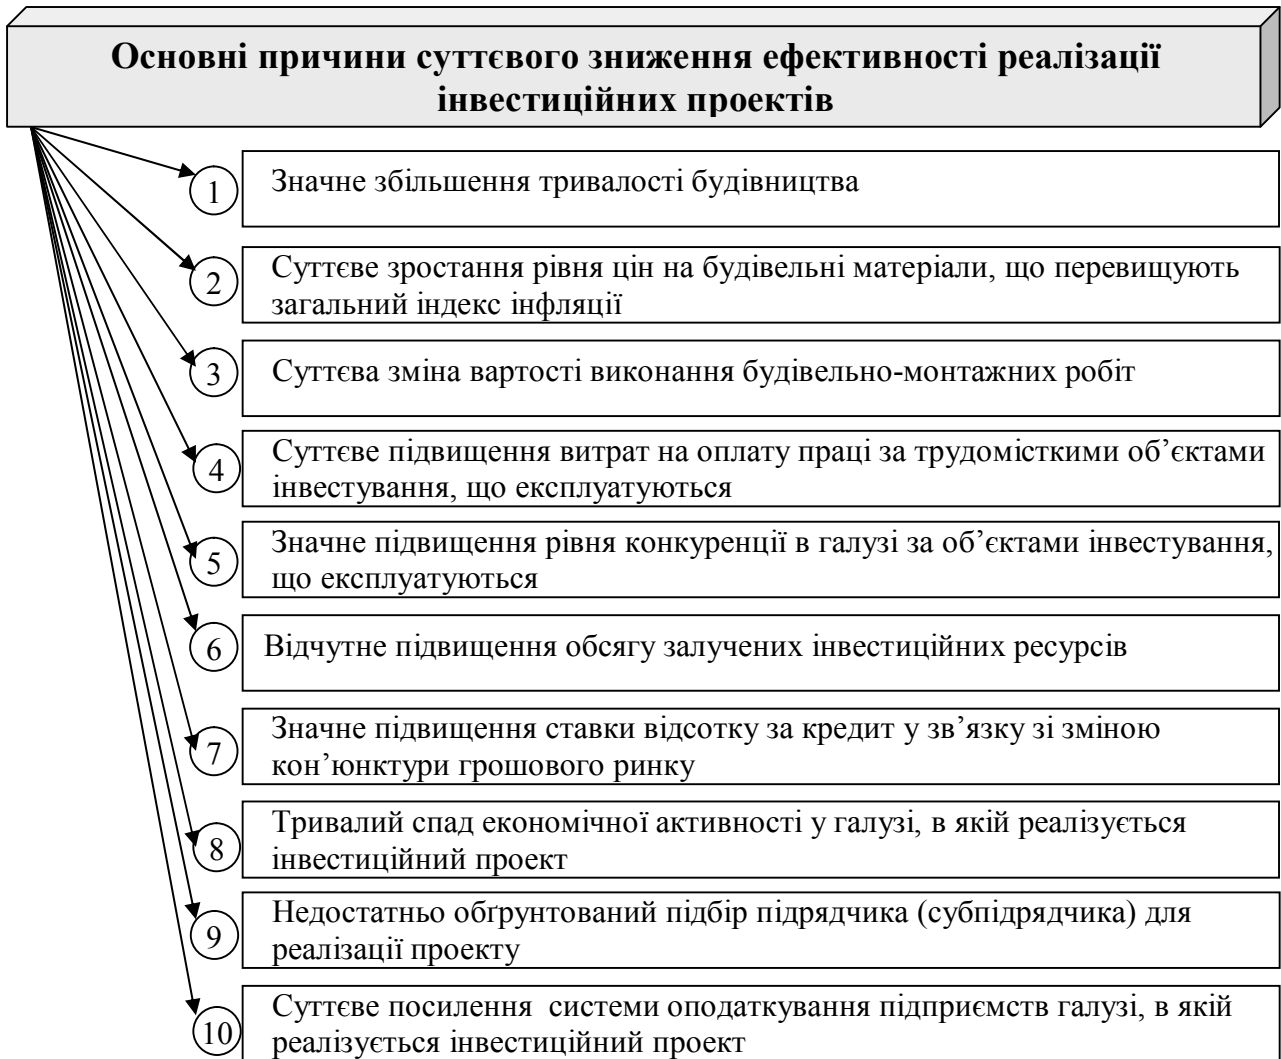 Основні причини суттєвого зниження ефективності реалізації
інвестиційних проектів
1 Значне збільшення тривалості будівництва
2 Суттєве зростання рівня цін на будівельні матеріали, що перевищують
загальний індекс інфляції
3 Суттєва зміна вартості виконання будівельно-монтажних робіт
4 Суттєве підвищення витрат на оплату праці за трудомісткими об’єктами
інвестування, що експлуатуються
5 Значне підвищення рівня конкуренції в галузі за об’єктами інвестування,
що експлуатуються
6 Відчутне підвищення обсягу залучених інвестиційних ресурсів
7 Значне підвищення ставки відсотку за кредит у зв’язку зі зміною
кон’юнктури грошового ринку
8 Тривалий спад економічної активності у галузі, в якій реалізується
інвестиційний проект
9 Недостатньо обґрунтований підбір підрядчика (субпідрядчика) для
реалізації проекту
10 Суттєве посилення системи оподаткування підприємств галузі, в якій
реалізується інвестиційний проект